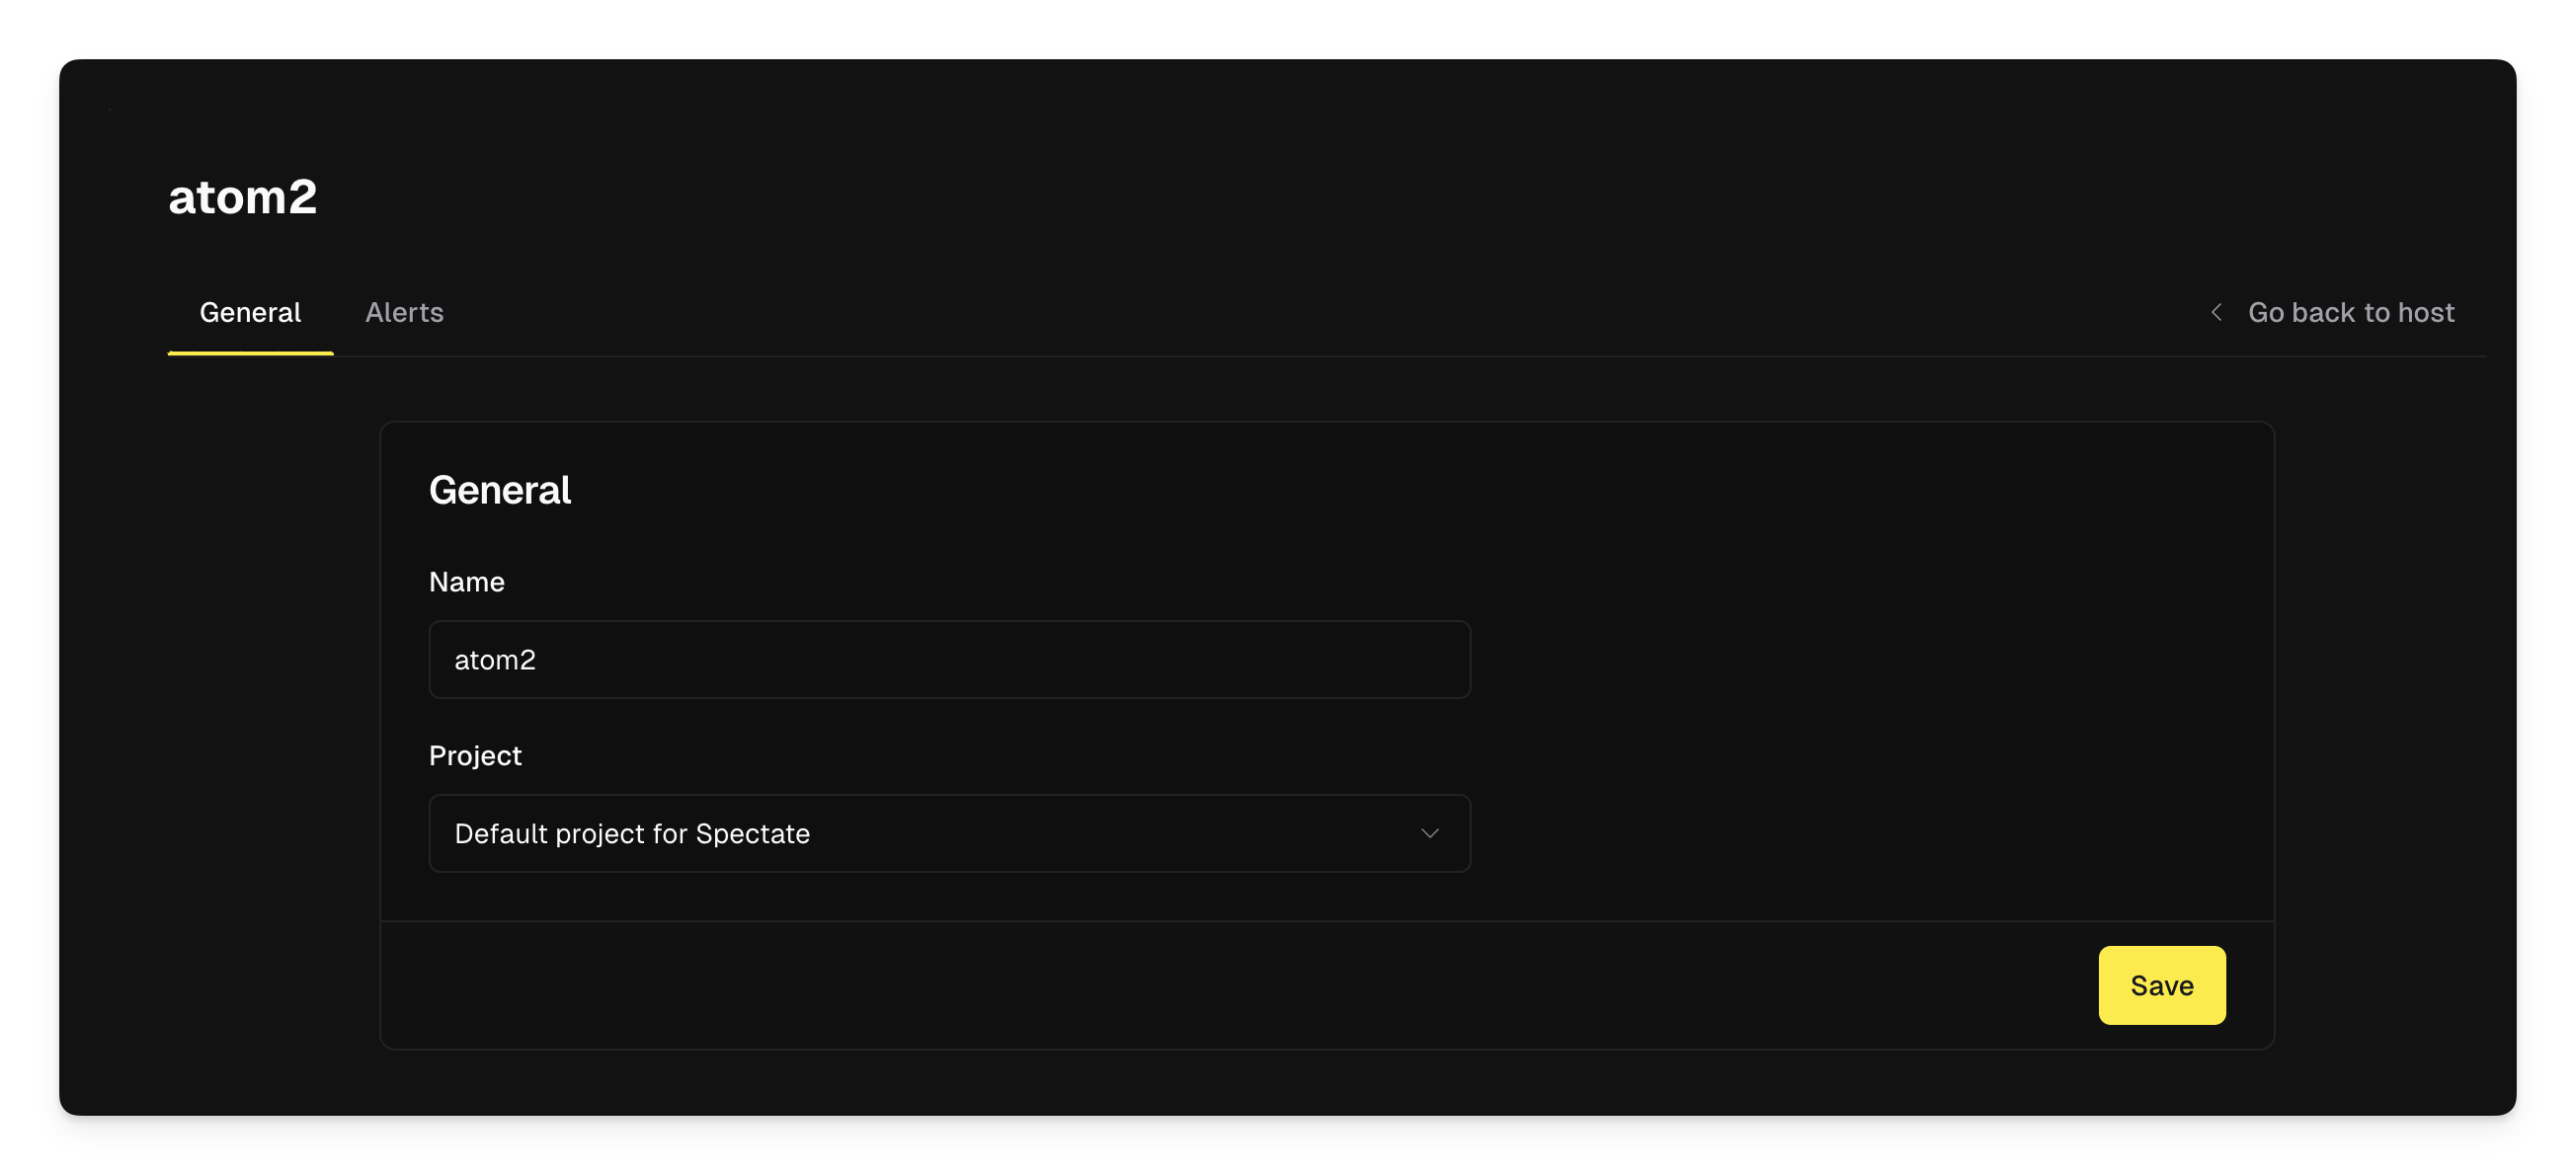 atom2
General Alerts Go back to host
General
Name
atom2
Project
Default project for Spectate
Save